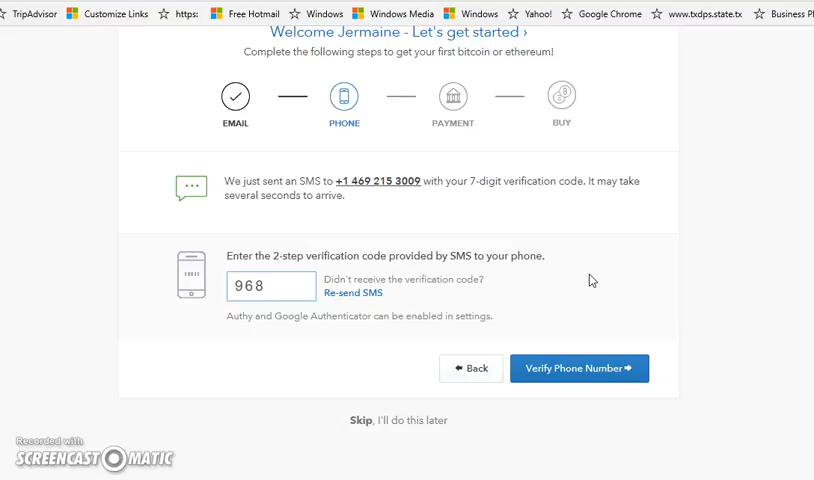 TripAdvisor Customize Links https: Free Hotmail Windows Windows Media Windows Yahoo! Google Chrome www.txdps.state.tx Business Pl
Welcome Jermaine - Let's get started ›
Complete the following steps to get your first bitcoin or ethereum!
EMAIL PHONE PAYMENT BUY
We just sent an SMS to +1 469 215 3009 with your 7-digit verification code. It may take
several seconds to arrive.
Enter the 2-step verification code provided by SMS to your phone.
968
Didn't receive the verification code?
Re-send SMS
Authy and Google Authenticator can be enabled in settings.
Back Verify Phone Number
Skip, I'll do this later
Recorded with
SCREENCAST-O-MATIC